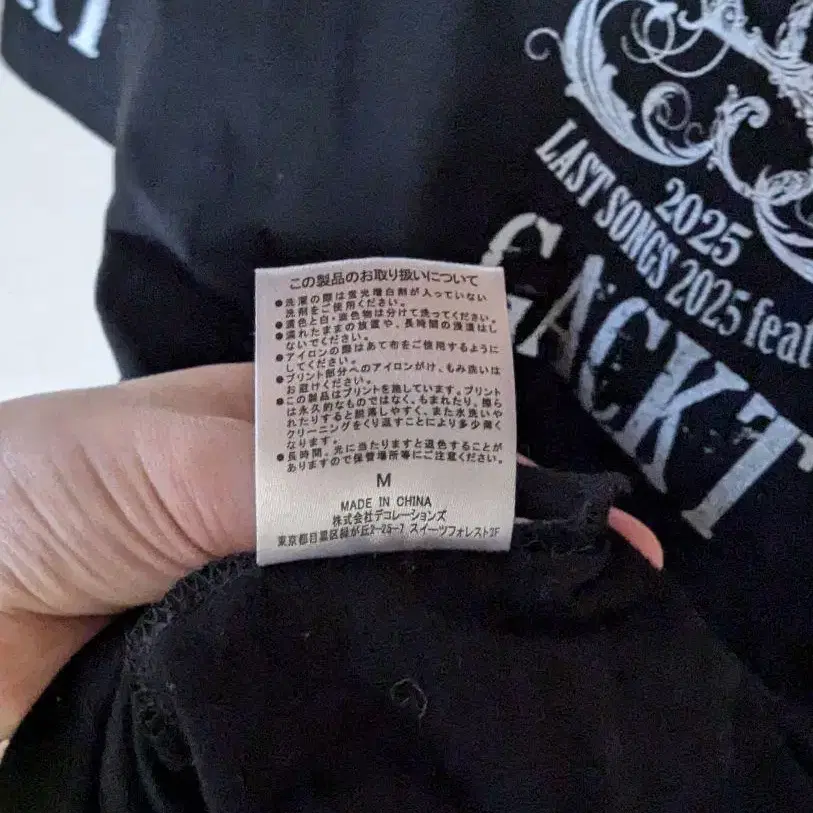 KT
2025
LAST SONGS 2025 feat
GACKT
この製品のお取り扱いについて
●洗濯の際は蛍光増白剤が入っていない
洗剤をご使用ください。
●濃色と白・淡色物は分けて洗ってください。
●濡れたままの放置や、長時間の浸漬はし
ないでください。
●アイロンの際はあて布をご使用するように
してください。
●プリント部分へのアイロンがけ、もみ洗いは
お避けください。
●この製品はプリントを施しています。プリント
は永久的なものではなく、もまれたり、擦ら
れたりすると脱落しやすく、また水洗いや
クリーニングをくり返すことにより多少薄く
なります。
●長時間、光に当たりますと退色することが
ありますので保管場所等にご注意ください。
M
MADE IN CHINA
株式会社デコレーションズ
東京都目黒区緑が丘2-25-7 スイーツフォレスト2F